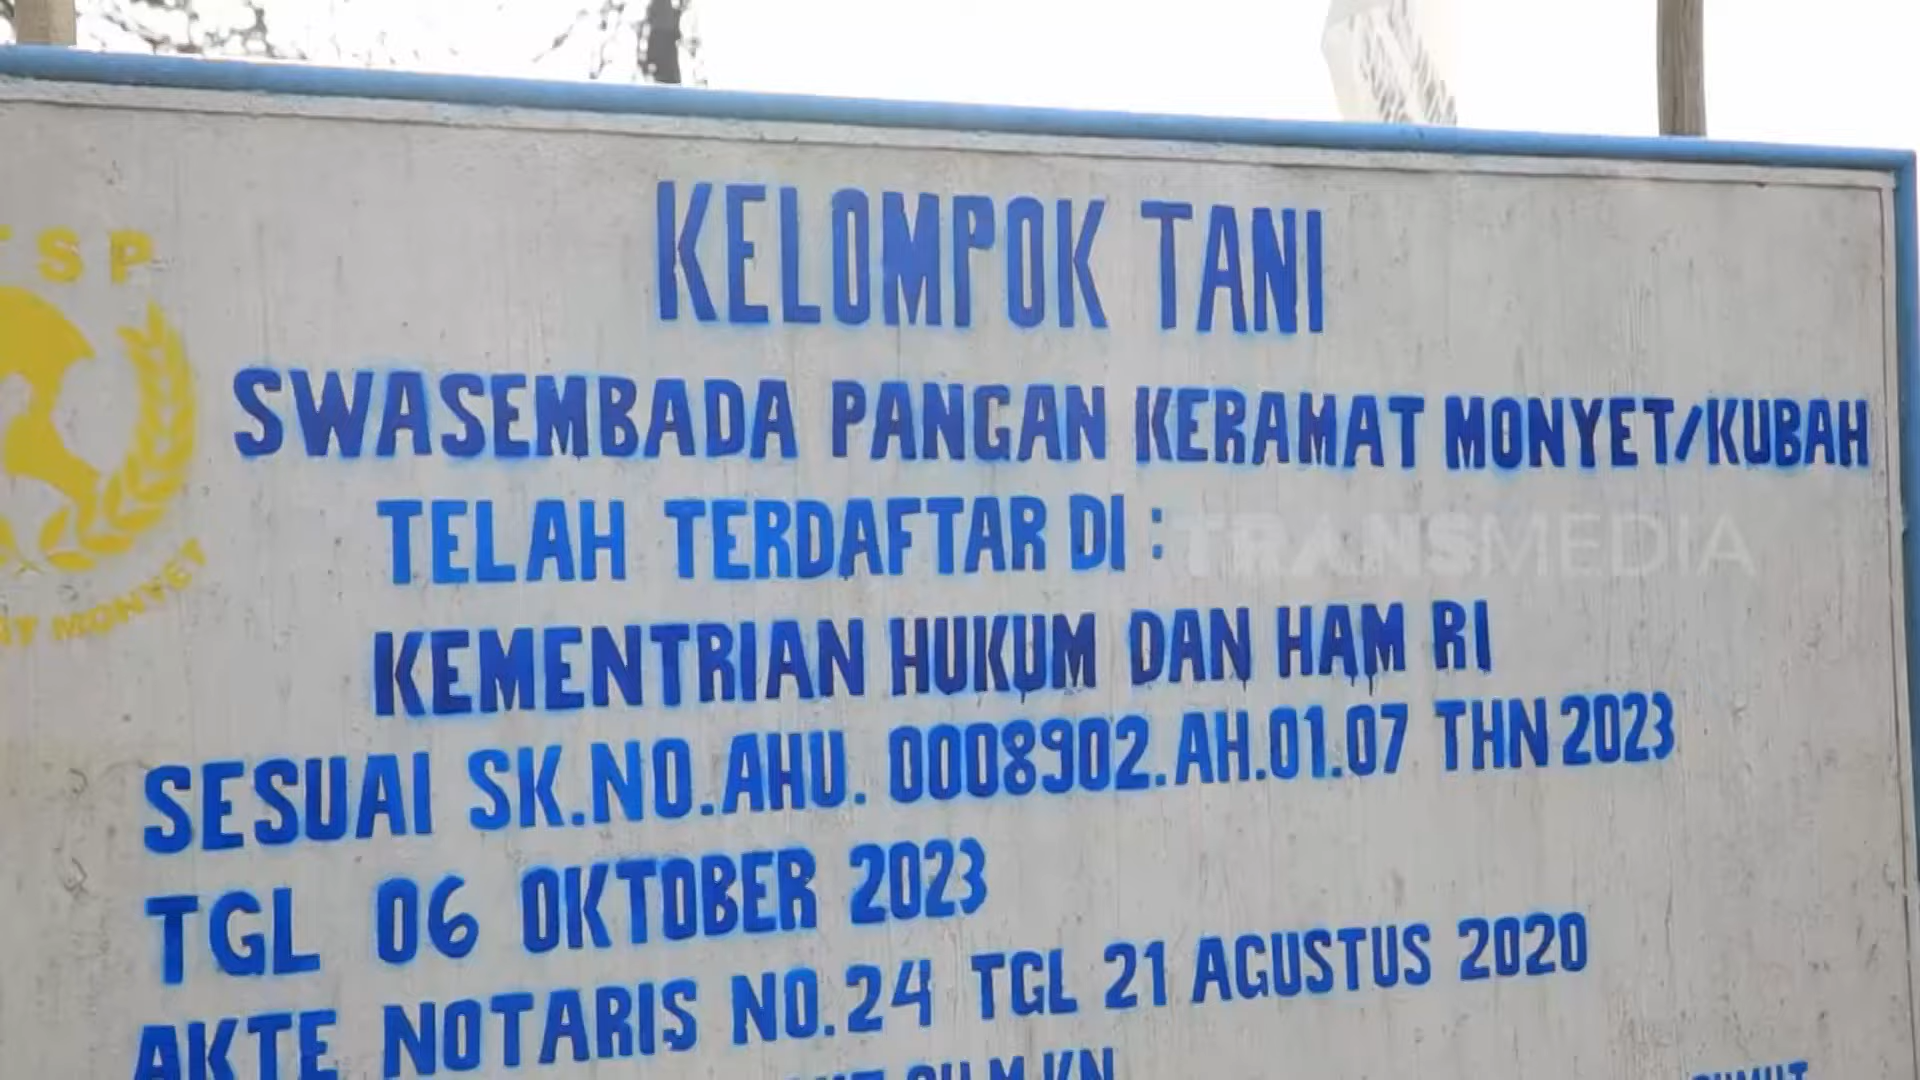 KELOMPOK TANI
SWASEMBADA PANGAN KERAMAT MONYET/KUBAH
TELAH TERDAFTAR DI :
TRANSMEDIA
KEMENTRIAN HUKUM DAN HAM RI
SESUAI SK.NO.AHU. 0008902.AH.01.07 THN 2023
TGL 06 OKTOBER 2023
AKTE NOTARIS NO.24 TGL 21 AGUSTUS 2020
TSP
MONYET